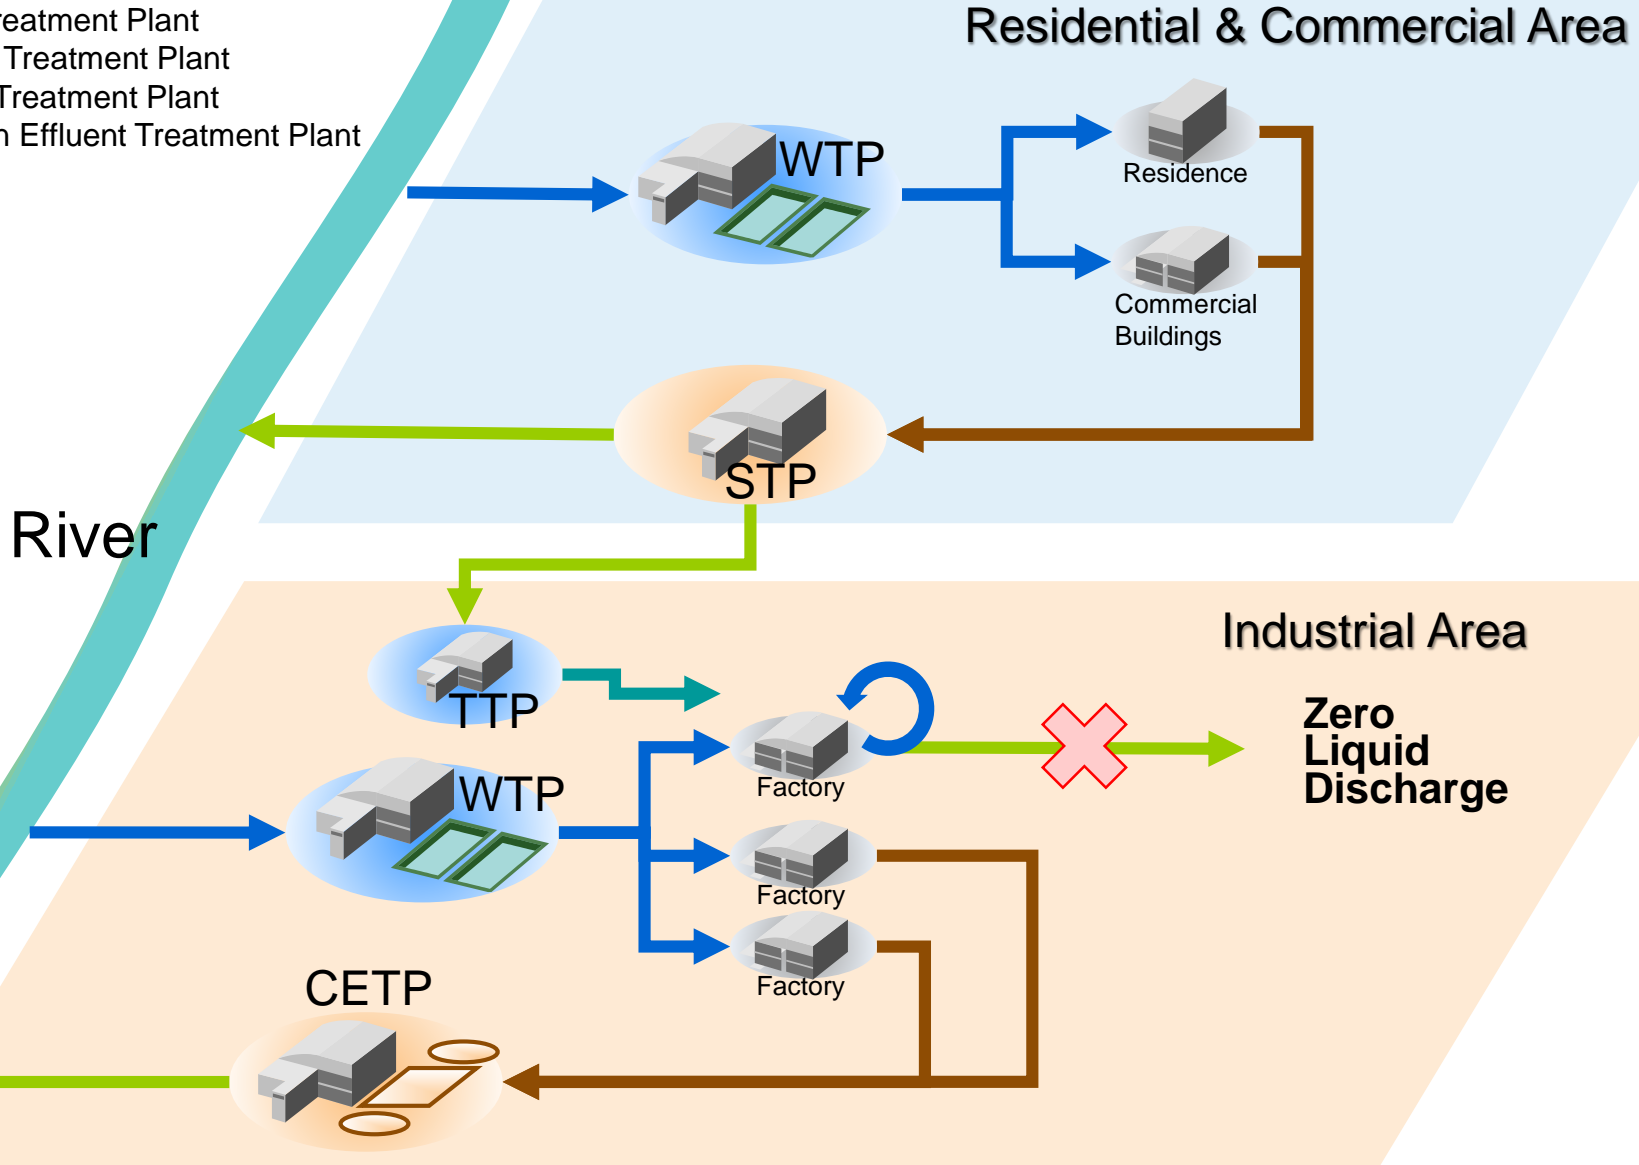 Treatment Plant
Treatment Plant
Treatment Plant
Effluent Treatment Plant
Residential & Commercial Area
WTP
Residence
Commercial
Buildings
STP
River
Industrial Area
TTP
Zero
Liquid
Discharge
Factory
WTP
Factory
Factory
CETP